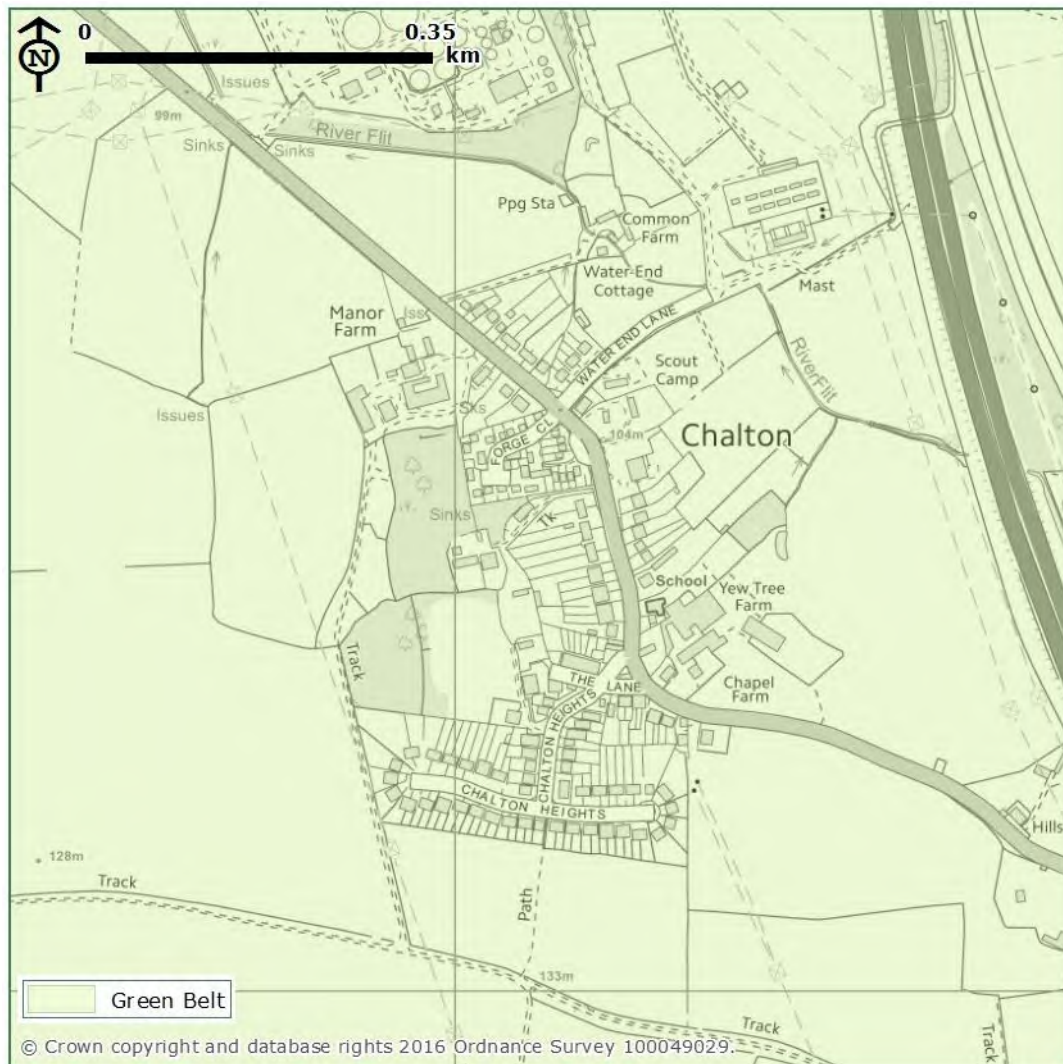 0 0.35
km
N
Issues
99m
River Flit
Sinks
Sinks
Ppg Sta
Common
Farm
Water-End
Cottage
Mast
Manor
Farm
Iss
WATER END LANE
Scout
Camp
River Flit
Issues
Sks
FORGE CL
104m
Chalton
Sinks
Tk
School
Yew Tree
Farm
Track
THE LANE
Chapel
Farm
CHALTON HEIGHTS
CHALTON HEIGHTS
Hills
128m
Track
Path
133m
Track
Track
Green Belt
© Crown copyright and database rights 2016 Ordnance Survey 100049029.